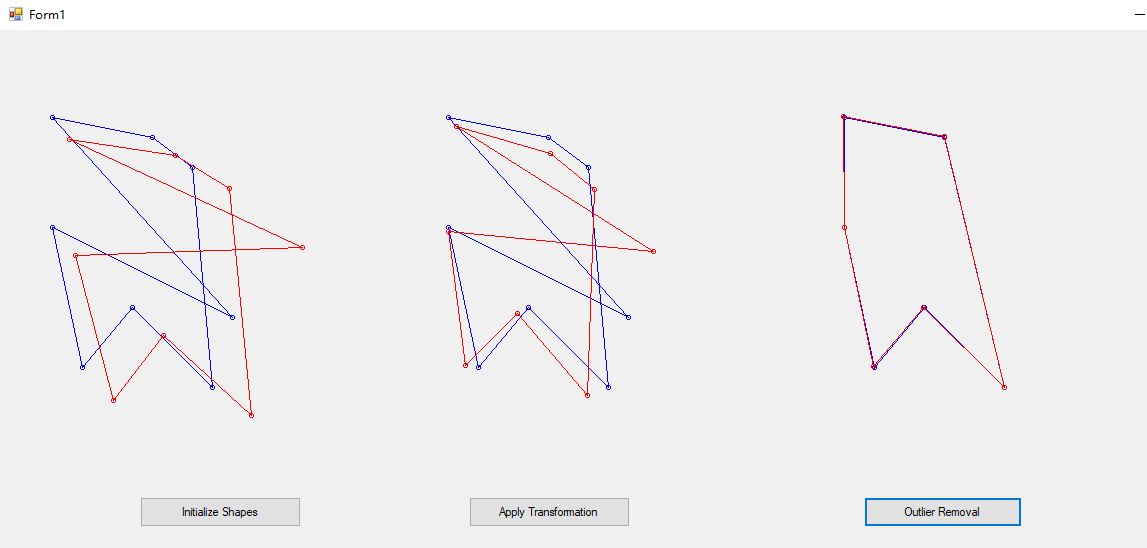 Form1
Initialize Shapes
Apply Transformation
Outlier Removal